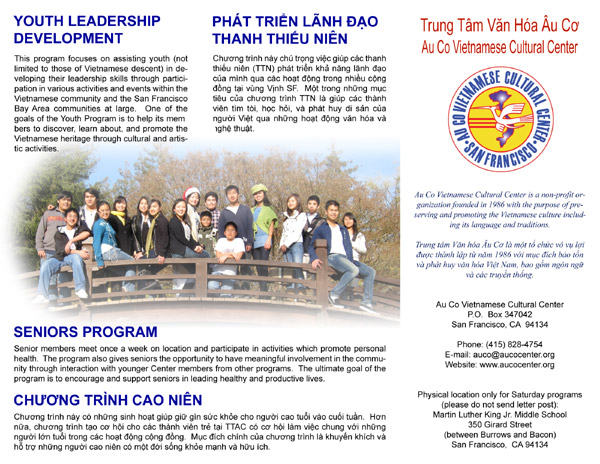 YOUTH LEADERSHIP
DEVELOPMENT
This program focuses on assisting youth (not
limited to those of Vietnamese descent) in de-
veloping their leadership skills through partici-
pation in various activities and events within the
Vietnamese community and the San Francisco
Bay Area communities at large. One of the
goals of the Youth Program is to help its mem
bers to discover, learn about, and promote the
Vietnamese heritage through cultural and artis-
tic activities.
PHÁT TRIỂN LÃNH ĐẠO
THANH THIẾU NIÊN
Chương trình này chú trọng việc giúp các thanh
thiếu niên (TTN) phát triển khả năng lãnh đạo
của mình qua các hoạt động trong nhiều cộng
đồng tại vùng Vịnh SF. Một trong những mục
tiêu của chương trình TTN là giúp các thành
viên tìm tòi, học hỏi, và phát huy di sản của
người Việt qua những hoạt động văn hóa và
nghệ thuật.
SENIORS PROGRAM
Senior members meet once a week on location and participate in activities which promote personal
health. The program also gives seniors the opportunity to have meaningful involvement in the commu-
nity through interaction with younger Center members from other programs. The ultimate goal of the
program is to encourage and support seniors in leading healthy and productive lives.
CHƯƠNG TRÌNH CAO NIÊN
Chương trình này có những sinh hoạt giúp giữ gìn sức khỏe cho người cao tuổi vào cuối tuần. Hơn
nữa, chương trình tạo cơ hội cho các thành viên trẻ tại TTAC có cơ hội làm việc chung với những
người lớn tuổi trong các hoạt động cộng đồng. Mục đích chính của chương trình là khuyến khích và
hỗ trợ những người cao niên có một đời sống khỏe mạnh và hữu ích.
Trung Tâm Văn Hóa Âu Cơ
Au Co Vietnamese Cultural Center
AU CO VIETNAMESE CULTURAL CENTER
SAN FRANCISCO
Au Co Vietnamese Cultural Center is a non-profit or-
ganization founded in 1986 with the purpose of pre-
serving and promoting the Vietnamese culture includ-
ing its language and traditions.
Trung tâm Văn hóa Âu Cơ là một tổ chức vô vụ lợi
được thành lập từ năm 1986 với mục đích bảo tồn
và phát huy văn hóa Việt Nam, bao gồm ngôn ngữ
và các truyền thống.
Au Co Vietnamese Cultural Center
P.O. Box 347042
San Francisco, CA 94134
Phone: (415) 828-4754
E-mail: auco@aucocenter.org
Website: www.aucocenter.org
Physical location only for Saturday programs
(please do not send letter post):
Martin Luther King Jr. Middle School
350 Girard Street
(between Burrows and Bacon)
San Francisco, CA 94134